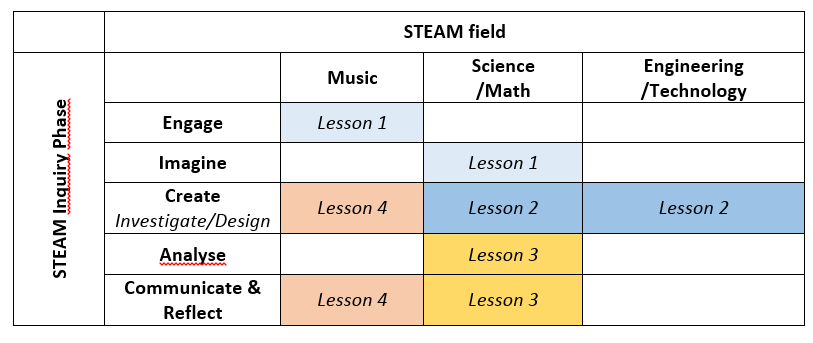 STEAM field
STEAM Inquiry Phase
Music
Science
/Math
Engineering
/Technology
Engage
Lesson 1
Imagine
Lesson 1
Create
Investigate/Design
Lesson 4
Lesson 2
Lesson 2
Analyse
Lesson 3
Communicate &
Reflect
Lesson 4
Lesson 3